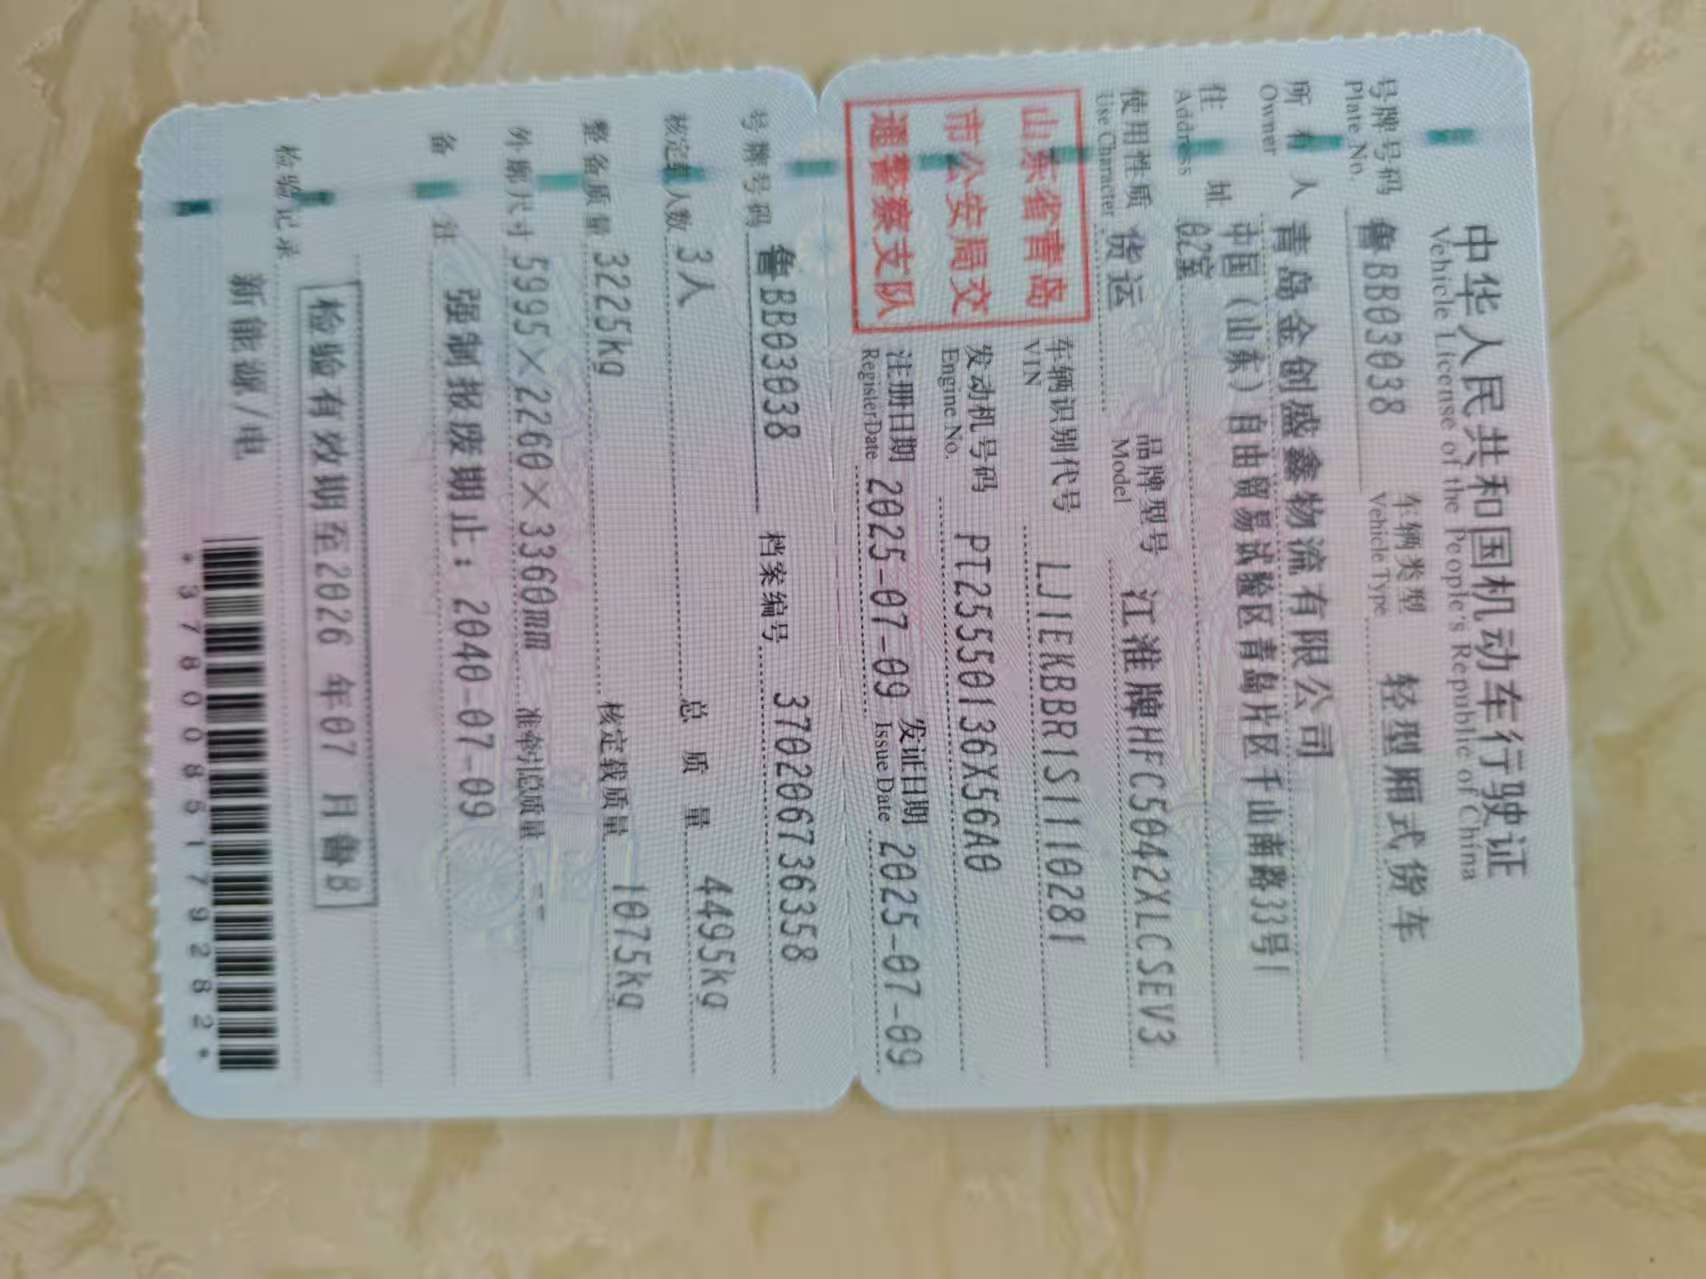 中华人民共和国机动车行驶证
Vehicle License of the People's Republic of China
号牌号码 鲁BB03038 车辆类型 轻型厢式货车
Plate No. Vehicle Type
所有人 青岛金创盛鑫物流有限公司
Owner
住址 中国（山东）自由贸易试验区青岛片区千山南路33号1
Address 02室
使用性质 货运 品牌型号 江淮牌HFC5042XLCSEV3
Use Character Model
山东省青岛
市公安局交
通警察支队
车辆识别代号 LJ1EKBBR1S1110281
VIN
发动机号码 PT25550136X56A0
Engine No.
注册日期 2025-07-09 发证日期 2025-07-09
Register Date Issue Date
号牌号码 鲁BB03038 档案编号 370206736358
核定载人数 3人 总质量 4495kg
整备质量 3225kg 核定载质量 1075kg
外廓尺寸 5995×2260×3360mm 准牵引总质量 --
备注 强制报废期止：2040-07-09
检验有效期至2026 年07 月鲁B
检验记录
新能源/电
*3780085179282*